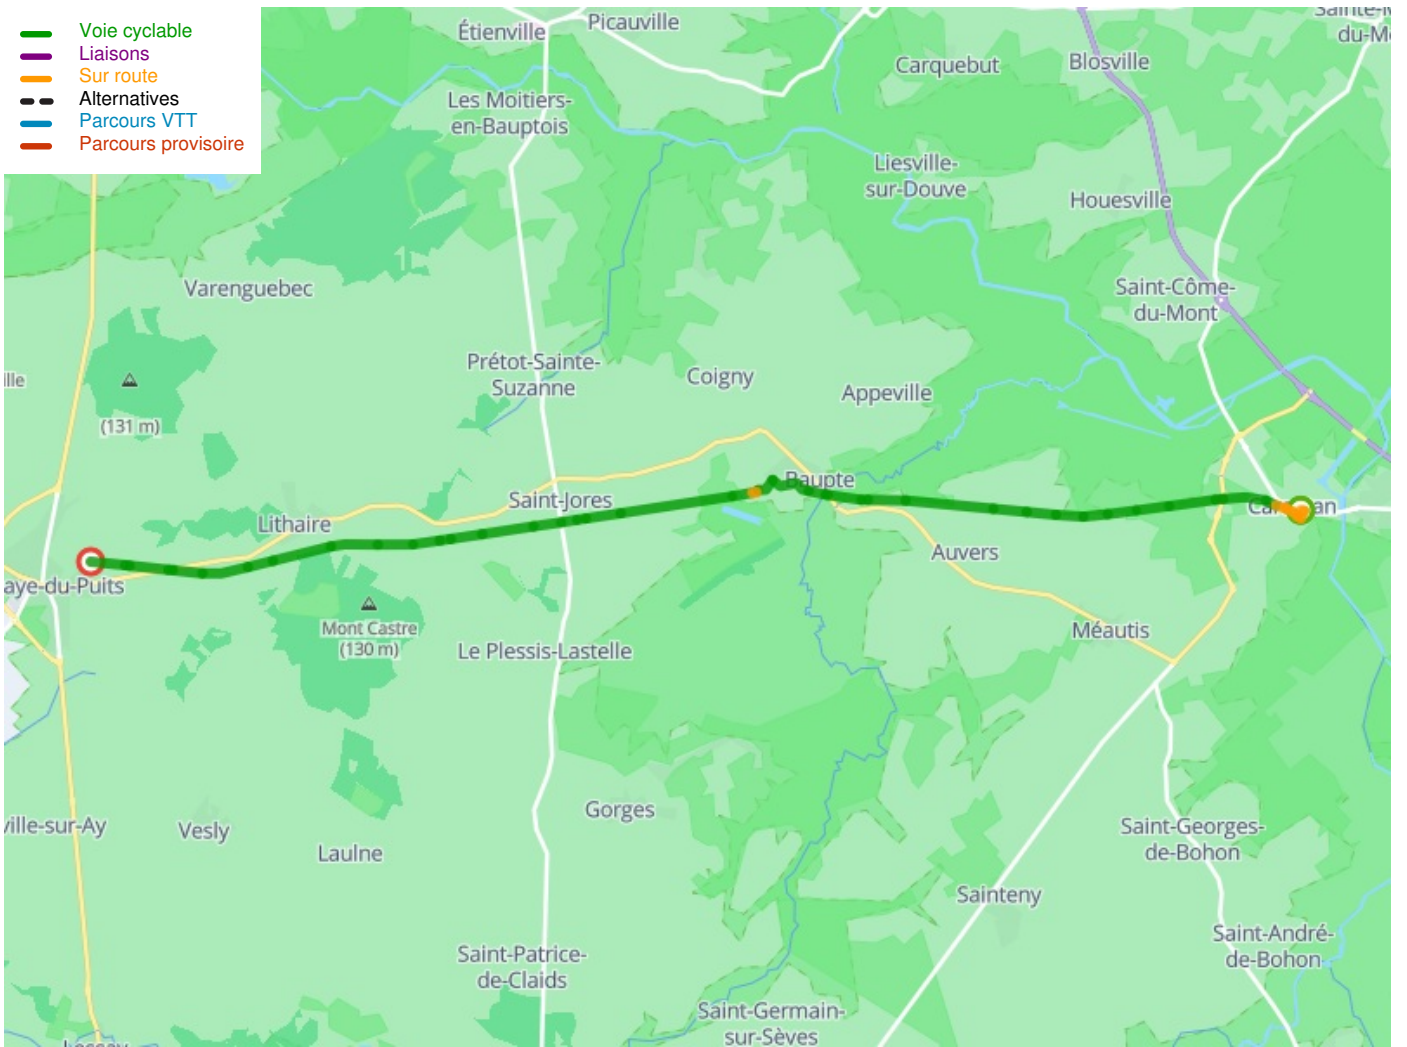 Voie cyclable
Liaisons
Sur route
Alternatives
Parcours VTT
Parcours provisoire
Étienville
Picauville
du-M
Carquebut
Blosville
Les Moitiers-
en-Bauptois
Liesville-
sur-Douve
Houesville
Varenguebec
Saint-Côme-
du-Mont
Prétot-Sainte-
Suzanne
Coigny
Appeville
ille
(131 m)
Baupte
Saint-Jores
Lithaire
Auvers
aye-du-Puits
Mont Castre
(130 m)
Méautis
Le Plessis-Lastelle
Gorges
ville-sur-Ay
Vesly
Laulne
Saint-Georges-
de-Bohon
Sainteny
Saint-André-
de-Bohon
Saint-Patrice-
de-Claids
Saint-Germain-
sur-Sèves